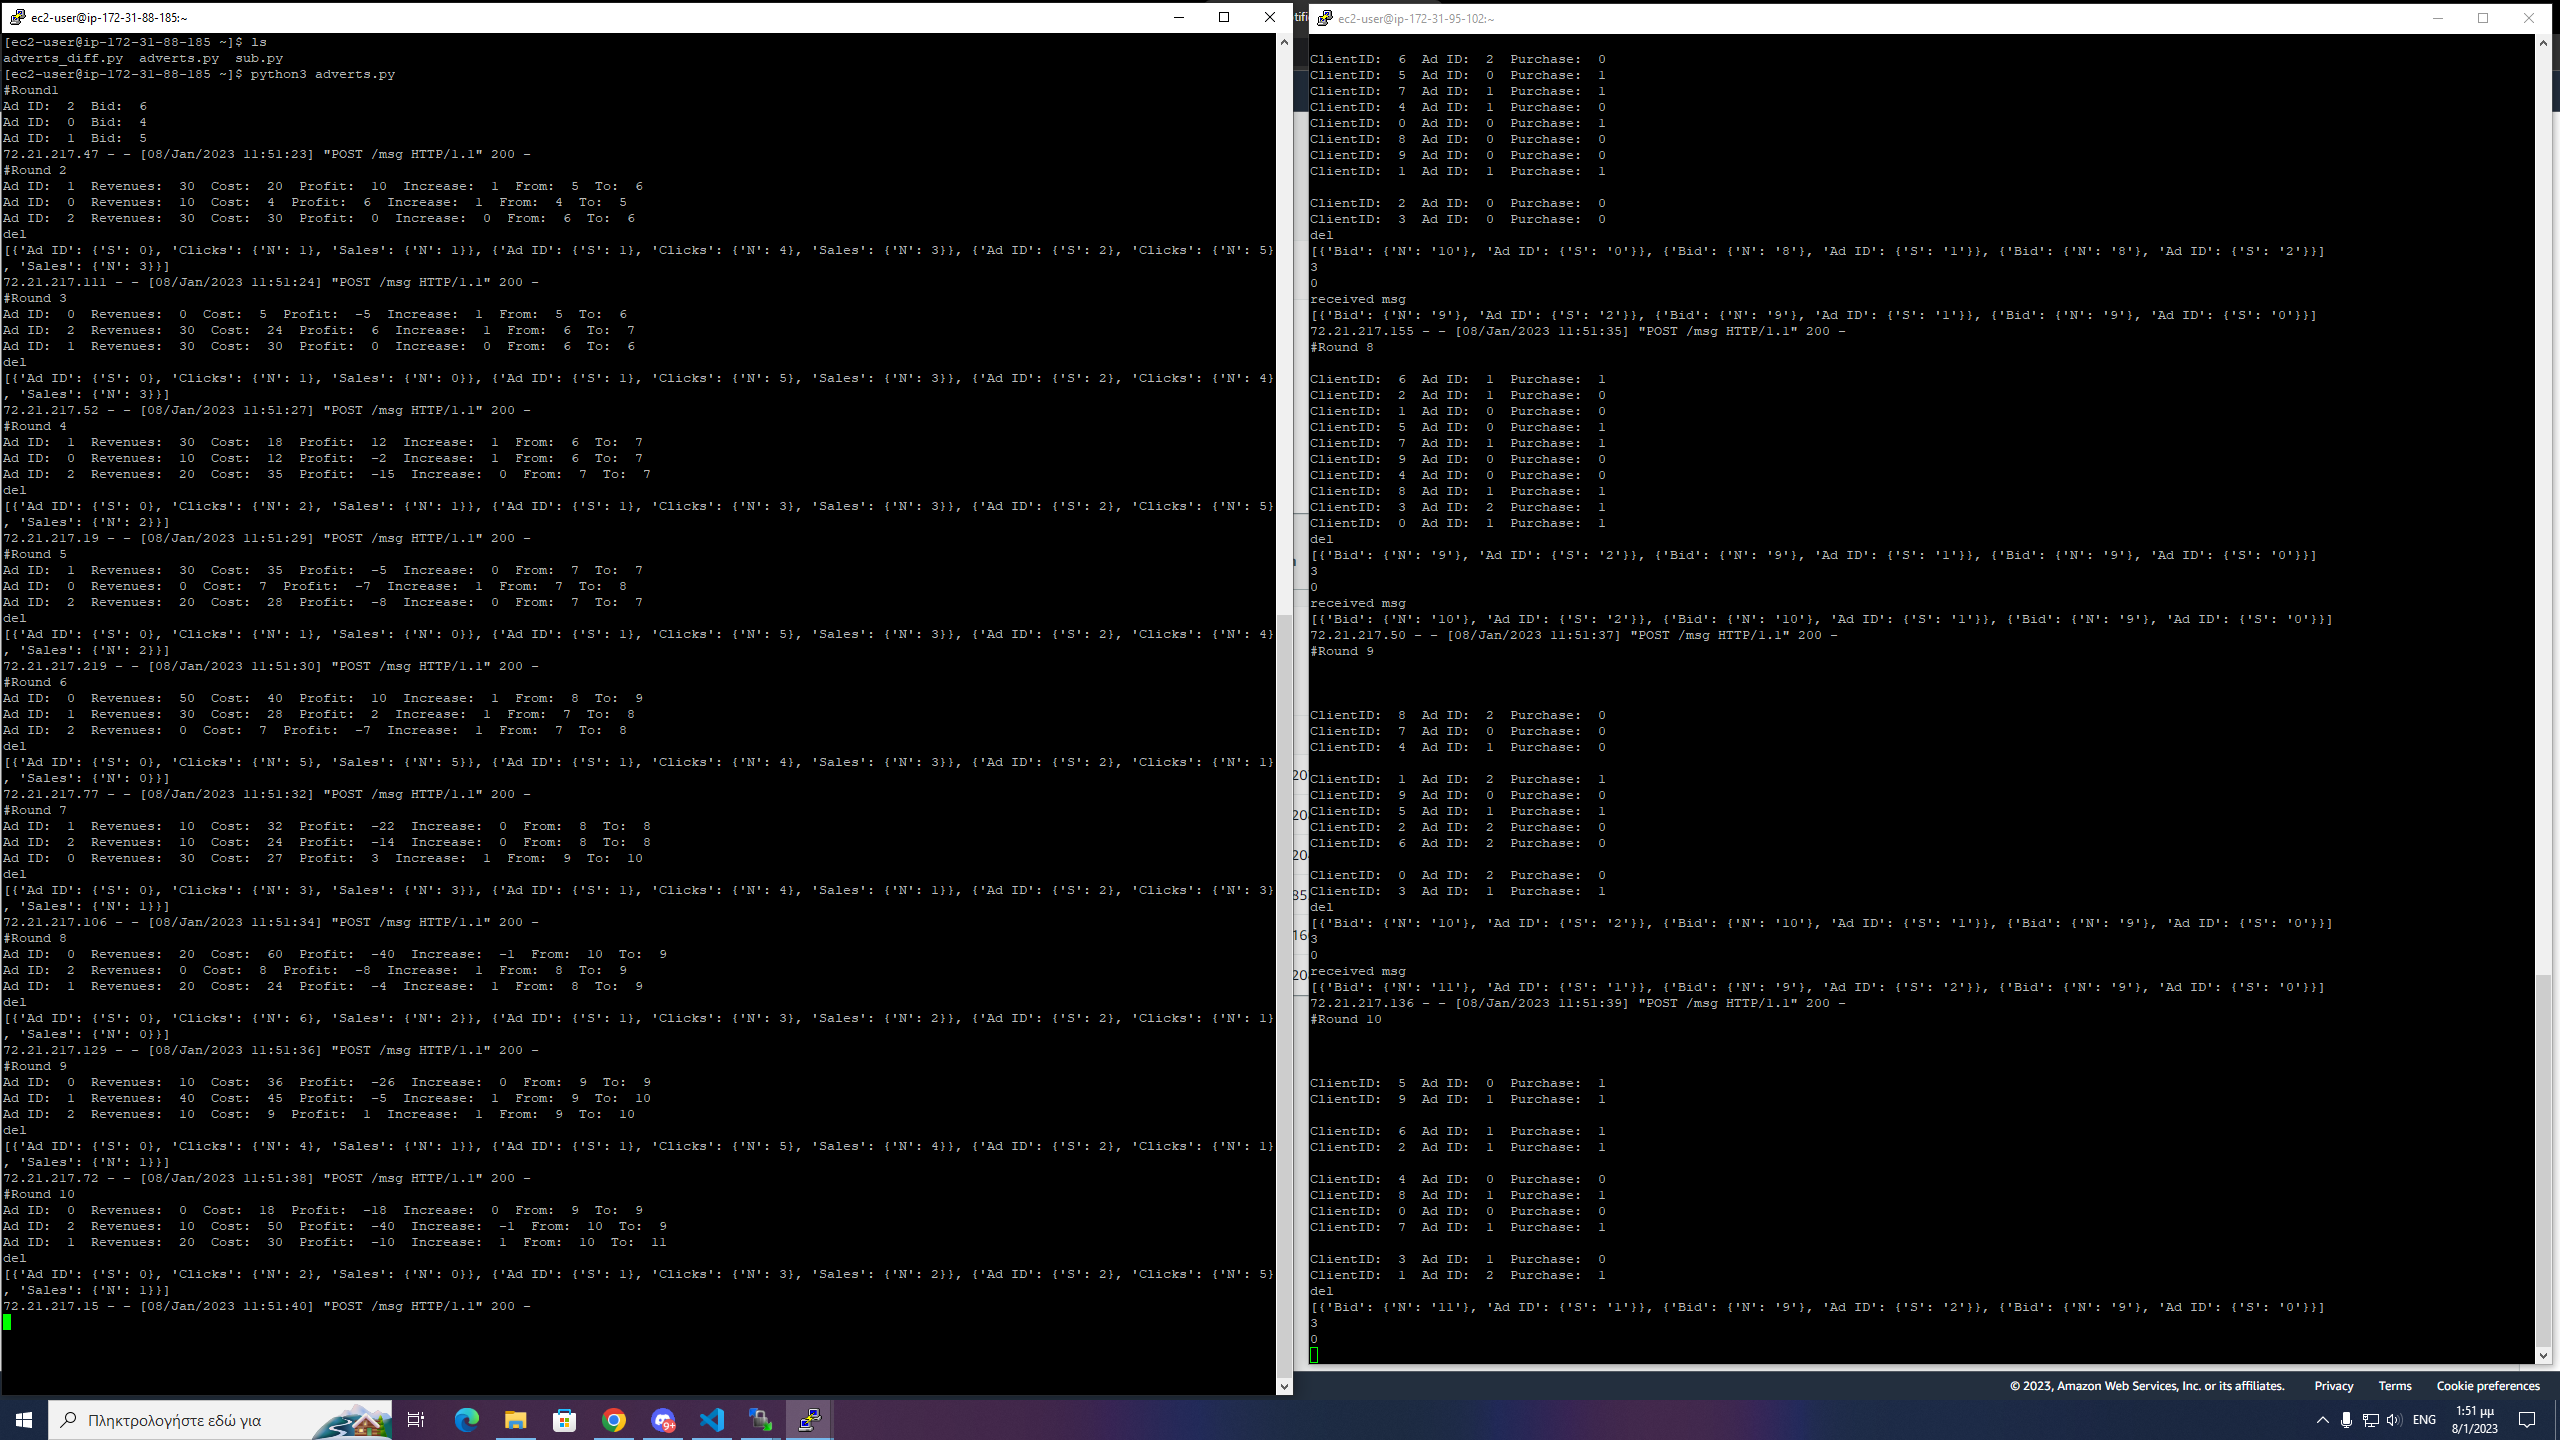 ec2-user@ip-172-31-88-185:~
[ec2-user@ip-172-31-88-185 ~]$ ls
adverts_diff.py  adverts.py  sub.py
[ec2-user@ip-172-31-88-185 ~]$ python3 adverts.py
#Round1
Ad ID:  2  Bid:  6
Ad ID:  0  Bid:  4
Ad ID:  1  Bid:  5
72.21.217.47 - - [08/Jan/2023 11:51:23] "POST /msg HTTP/1.1" 200 -
#Round 2
Ad ID:  1  Revenues:  30  Cost:  20  Profit:  10  Increase:  1  From:  5  To:  6
Ad ID:  0  Revenues:  10  Cost:  4  Profit:  6  Increase:  1  From:  4  To:  5
Ad ID:  2  Revenues:  30  Cost:  30  Profit:  0  Increase:  0  From:  6  To:  6
del
[{'Ad ID': {'S': 0}, 'Clicks': {'N': 1}, 'Sales': {'N': 1}}, {'Ad ID': {'S': 1}, 'Clicks': {'N': 4}, 'Sales': {'N': 3}}, {'Ad ID': {'S': 2}, 'Clicks': {'N': 5}
, 'Sales': {'N': 3}}]
72.21.217.111 - - [08/Jan/2023 11:51:24] "POST /msg HTTP/1.1" 200 -
#Round 3
Ad ID:  0  Revenues:  0  Cost:  5  Profit:  -5  Increase:  1  From:  5  To:  6
Ad ID:  2  Revenues:  30  Cost:  24  Profit:  6  Increase:  1  From:  6  To:  7
Ad ID:  1  Revenues:  30  Cost:  30  Profit:  0  Increase:  0  From:  6  To:  6
del
[{'Ad ID': {'S': 0}, 'Clicks': {'N': 1}, 'Sales': {'N': 0}}, {'Ad ID': {'S': 1}, 'Clicks': {'N': 5}, 'Sales': {'N': 3}}, {'Ad ID': {'S': 2}, 'Clicks': {'N': 4}
, 'Sales': {'N': 3}}]
72.21.217.52 - - [08/Jan/2023 11:51:27] "POST /msg HTTP/1.1" 200 -
#Round 4
Ad ID:  1  Revenues:  30  Cost:  18  Profit:  12  Increase:  1  From:  6  To:  7
Ad ID:  0  Revenues:  10  Cost:  12  Profit:  -2  Increase:  1  From:  6  To:  7
Ad ID:  2  Revenues:  20  Cost:  35  Profit:  -15  Increase:  0  From:  7  To:  7
del
[{'Ad ID': {'S': 0}, 'Clicks': {'N': 2}, 'Sales': {'N': 1}}, {'Ad ID': {'S': 1}, 'Clicks': {'N': 3}, 'Sales': {'N': 3}}, {'Ad ID': {'S': 2}, 'Clicks': {'N': 5}
, 'Sales': {'N': 2}}]
72.21.217.19 - - [08/Jan/2023 11:51:29] "POST /msg HTTP/1.1" 200 -
#Round 5
Ad ID:  1  Revenues:  30  Cost:  35  Profit:  -5  Increase:  0  From:  7  To:  7
Ad ID:  0  Revenues:  0  Cost:  7  Profit:  -7  Increase:  1  From:  7  To:  8
Ad ID:  2  Revenues:  20  Cost:  28  Profit:  -8  Increase:  0  From:  7  To:  7
del
[{'Ad ID': {'S': 0}, 'Clicks': {'N': 1}, 'Sales': {'N': 0}}, {'Ad ID': {'S': 1}, 'Clicks': {'N': 5}, 'Sales': {'N': 3}}, {'Ad ID': {'S': 2}, 'Clicks': {'N': 4}
, 'Sales': {'N': 2}}]
72.21.217.219 - - [08/Jan/2023 11:51:30] "POST /msg HTTP/1.1" 200 -
#Round 6
Ad ID:  0  Revenues:  50  Cost:  40  Profit:  10  Increase:  1  From:  8  To:  9
Ad ID:  1  Revenues:  30  Cost:  28  Profit:  2  Increase:  1  From:  7  To:  8
Ad ID:  2  Revenues:  0  Cost:  7  Profit:  -7  Increase:  1  From:  7  To:  8
del
[{'Ad ID': {'S': 0}, 'Clicks': {'N': 5}, 'Sales': {'N': 5}}, {'Ad ID': {'S': 1}, 'Clicks': {'N': 4}, 'Sales': {'N': 3}}, {'Ad ID': {'S': 2}, 'Clicks': {'N': 1}
, 'Sales': {'N': 0}}]
72.21.217.77 - - [08/Jan/2023 11:51:32] "POST /msg HTTP/1.1" 200 -
#Round 7
Ad ID:  1  Revenues:  10  Cost:  32  Profit:  -22  Increase:  0  From:  8  To:  8
Ad ID:  2  Revenues:  10  Cost:  24  Profit:  -14  Increase:  0  From:  8  To:  8
Ad ID:  0  Revenues:  30  Cost:  27  Profit:  3  Increase:  1  From:  9  To:  10
del
[{'Ad ID': {'S': 0}, 'Clicks': {'N': 3}, 'Sales': {'N': 3}}, {'Ad ID': {'S': 1}, 'Clicks': {'N': 4}, 'Sales': {'N': 1}}, {'Ad ID': {'S': 2}, 'Clicks': {'N': 3}
, 'Sales': {'N': 1}}]
72.21.217.106 - - [08/Jan/2023 11:51:34] "POST /msg HTTP/1.1" 200 -
#Round 8
Ad ID:  0  Revenues:  20  Cost:  60  Profit:  -40  Increase:  -1  From:  10  To:  9
Ad ID:  2  Revenues:  0  Cost:  8  Profit:  -8  Increase:  1  From:  8  To:  9
Ad ID:  1  Revenues:  20  Cost:  24  Profit:  -4  Increase:  1  From:  8  To:  9
del
[{'Ad ID': {'S': 0}, 'Clicks': {'N': 6}, 'Sales': {'N': 2}}, {'Ad ID': {'S': 1}, 'Clicks': {'N': 3}, 'Sales': {'N': 2}}, {'Ad ID': {'S': 2}, 'Clicks': {'N': 1}
, 'Sales': {'N': 0}}]
72.21.217.129 - - [08/Jan/2023 11:51:36] "POST /msg HTTP/1.1" 200 -
#Round 9
Ad ID:  0  Revenues:  10  Cost:  36  Profit:  -26  Increase:  0  From:  9  To:  9
Ad ID:  1  Revenues:  40  Cost:  45  Profit:  -5  Increase:  1  From:  9  To:  10
Ad ID:  2  Revenues:  10  Cost:  9  Profit:  1  Increase:  1  From:  9  To:  10
del
[{'Ad ID': {'S': 0}, 'Clicks': {'N': 4}, 'Sales': {'N': 1}}, {'Ad ID': {'S': 1}, 'Clicks': {'N': 5}, 'Sales': {'N': 4}}, {'Ad ID': {'S': 2}, 'Clicks': {'N': 1}
, 'Sales': {'N': 1}}]
72.21.217.72 - - [08/Jan/2023 11:51:38] "POST /msg HTTP/1.1" 200 -
#Round 10
Ad ID:  0  Revenues:  0  Cost:  18  Profit:  -18  Increase:  0  From:  9  To:  9
Ad ID:  2  Revenues:  10  Cost:  50  Profit:  -40  Increase:  -1  From:  10  To:  9
Ad ID:  1  Revenues:  20  Cost:  30  Profit:  -10  Increase:  1  From:  10  To:  11
del
[{'Ad ID': {'S': 0}, 'Clicks': {'N': 2}, 'Sales': {'N': 0}}, {'Ad ID': {'S': 1}, 'Clicks': {'N': 3}, 'Sales': {'N': 2}}, {'Ad ID': {'S': 2}, 'Clicks': {'N': 5}
, 'Sales': {'N': 1}}]
72.21.217.15 - - [08/Jan/2023 11:51:40] "POST /msg HTTP/1.1" 200 -
20
20
20
85
16
20
ec2-user@ip-172-31-95-102:~
ClientID:  6  Ad ID:  2  Purchase:  0
ClientID:  5  Ad ID:  0  Purchase:  1
ClientID:  7  Ad ID:  1  Purchase:  1
ClientID:  4  Ad ID:  1  Purchase:  0
ClientID:  0  Ad ID:  0  Purchase:  1
ClientID:  8  Ad ID:  0  Purchase:  0
ClientID:  9  Ad ID:  0  Purchase:  0
ClientID:  1  Ad ID:  1  Purchase:  1
ClientID:  2  Ad ID:  0  Purchase:  0
ClientID:  3  Ad ID:  0  Purchase:  0
del
[{'Bid': {'N': '10'}, 'Ad ID': {'S': '0'}}, {'Bid': {'N': '8'}, 'Ad ID': {'S': '1'}}, {'Bid': {'N': '8'}, 'Ad ID': {'S': '2'}}]
3
0
received msg
[{'Bid': {'N': '9'}, 'Ad ID': {'S': '2'}}, {'Bid': {'N': '9'}, 'Ad ID': {'S': '1'}}, {'Bid': {'N': '9'}, 'Ad ID': {'S': '0'}}]
72.21.217.155 - - [08/Jan/2023 11:51:35] "POST /msg HTTP/1.1" 200 -
#Round 8
ClientID:  6  Ad ID:  1  Purchase:  1
ClientID:  2  Ad ID:  1  Purchase:  0
ClientID:  1  Ad ID:  0  Purchase:  0
ClientID:  5  Ad ID:  0  Purchase:  1
ClientID:  7  Ad ID:  1  Purchase:  1
ClientID:  9  Ad ID:  0  Purchase:  0
ClientID:  4  Ad ID:  0  Purchase:  0
ClientID:  8  Ad ID:  1  Purchase:  1
ClientID:  3  Ad ID:  2  Purchase:  1
ClientID:  0  Ad ID:  1  Purchase:  1
del
[{'Bid': {'N': '9'}, 'Ad ID': {'S': '2'}}, {'Bid': {'N': '9'}, 'Ad ID': {'S': '1'}}, {'Bid': {'N': '9'}, 'Ad ID': {'S': '0'}}]
3
0
received msg
[{'Bid': {'N': '10'}, 'Ad ID': {'S': '2'}}, {'Bid': {'N': '10'}, 'Ad ID': {'S': '1'}}, {'Bid': {'N': '9'}, 'Ad ID': {'S': '0'}}]
72.21.217.50 - - [08/Jan/2023 11:51:37] "POST /msg HTTP/1.1" 200 -
#Round 9
ClientID:  8  Ad ID:  2  Purchase:  0
ClientID:  7  Ad ID:  0  Purchase:  0
ClientID:  4  Ad ID:  1  Purchase:  0
ClientID:  1  Ad ID:  2  Purchase:  1
ClientID:  9  Ad ID:  0  Purchase:  0
ClientID:  5  Ad ID:  1  Purchase:  1
ClientID:  2  Ad ID:  2  Purchase:  0
ClientID:  6  Ad ID:  2  Purchase:  0
ClientID:  0  Ad ID:  2  Purchase:  0
ClientID:  3  Ad ID:  1  Purchase:  1
del
[{'Bid': {'N': '10'}, 'Ad ID': {'S': '2'}}, {'Bid': {'N': '10'}, 'Ad ID': {'S': '1'}}, {'Bid': {'N': '9'}, 'Ad ID': {'S': '0'}}]
3
0
received msg
[{'Bid': {'N': '11'}, 'Ad ID': {'S': '1'}}, {'Bid': {'N': '9'}, 'Ad ID': {'S': '2'}}, {'Bid': {'N': '9'}, 'Ad ID': {'S': '0'}}]
72.21.217.136 - - [08/Jan/2023 11:51:39] "POST /msg HTTP/1.1" 200 -
#Round 10
ClientID:  5  Ad ID:  0  Purchase:  1
ClientID:  9  Ad ID:  1  Purchase:  1
ClientID:  6  Ad ID:  1  Purchase:  1
ClientID:  2  Ad ID:  1  Purchase:  1
ClientID:  4  Ad ID:  0  Purchase:  0
ClientID:  8  Ad ID:  1  Purchase:  1
ClientID:  0  Ad ID:  0  Purchase:  0
ClientID:  7  Ad ID:  1  Purchase:  1
ClientID:  3  Ad ID:  1  Purchase:  0
ClientID:  1  Ad ID:  2  Purchase:  1
del
[{'Bid': {'N': '11'}, 'Ad ID': {'S': '1'}}, {'Bid': {'N': '9'}, 'Ad ID': {'S': '2'}}, {'Bid': {'N': '9'}, 'Ad ID': {'S': '0'}}]
3
0
© 2023, Amazon Web Services, Inc. or its affiliates. Privacy Terms Cookie preferences
Πληκτρολογήστε εδώ για
9+
ENG
1:51 μμ
8/1/2023